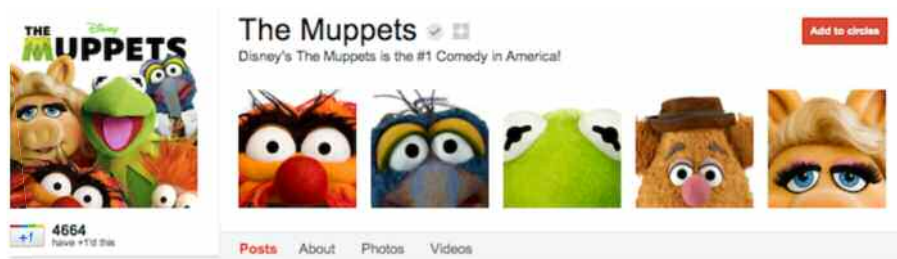 THE Disney
MUPPETS
The Muppets
Disney's The Muppets is the #1 Comedy in America!
Add to circles
+1
4664
have +1'd this
Posts About Photos Videos